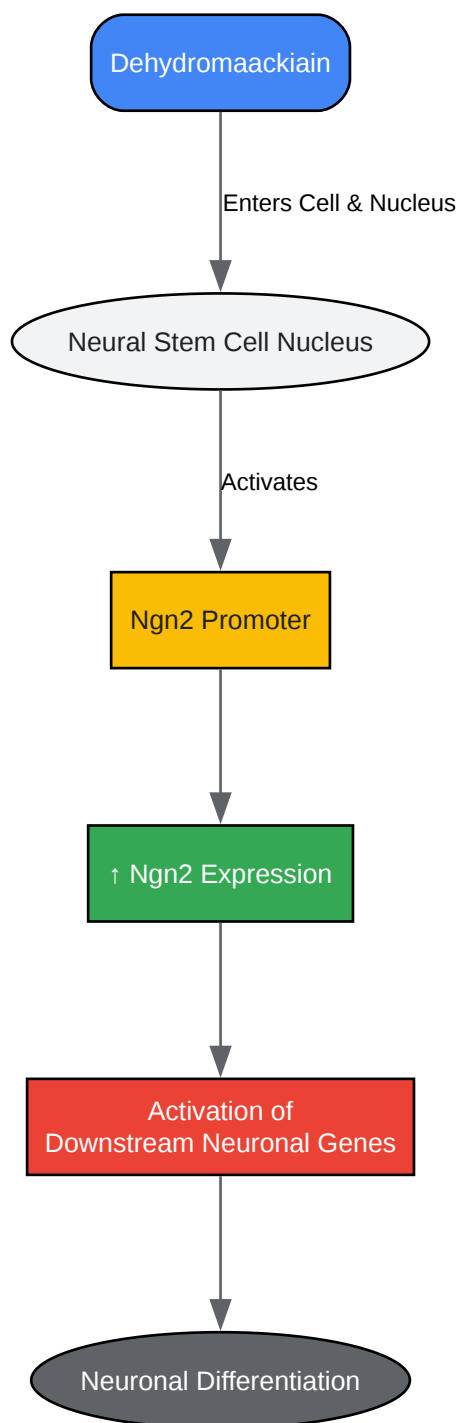 Dehydromaackiain
Enters Cell & Nucleus
Neural Stem Cell Nucleus
Activates
Ngn2 Promoter
↑ Ngn2 Expression
Activation of
Downstream Neuronal Genes
Neuronal Differentiation